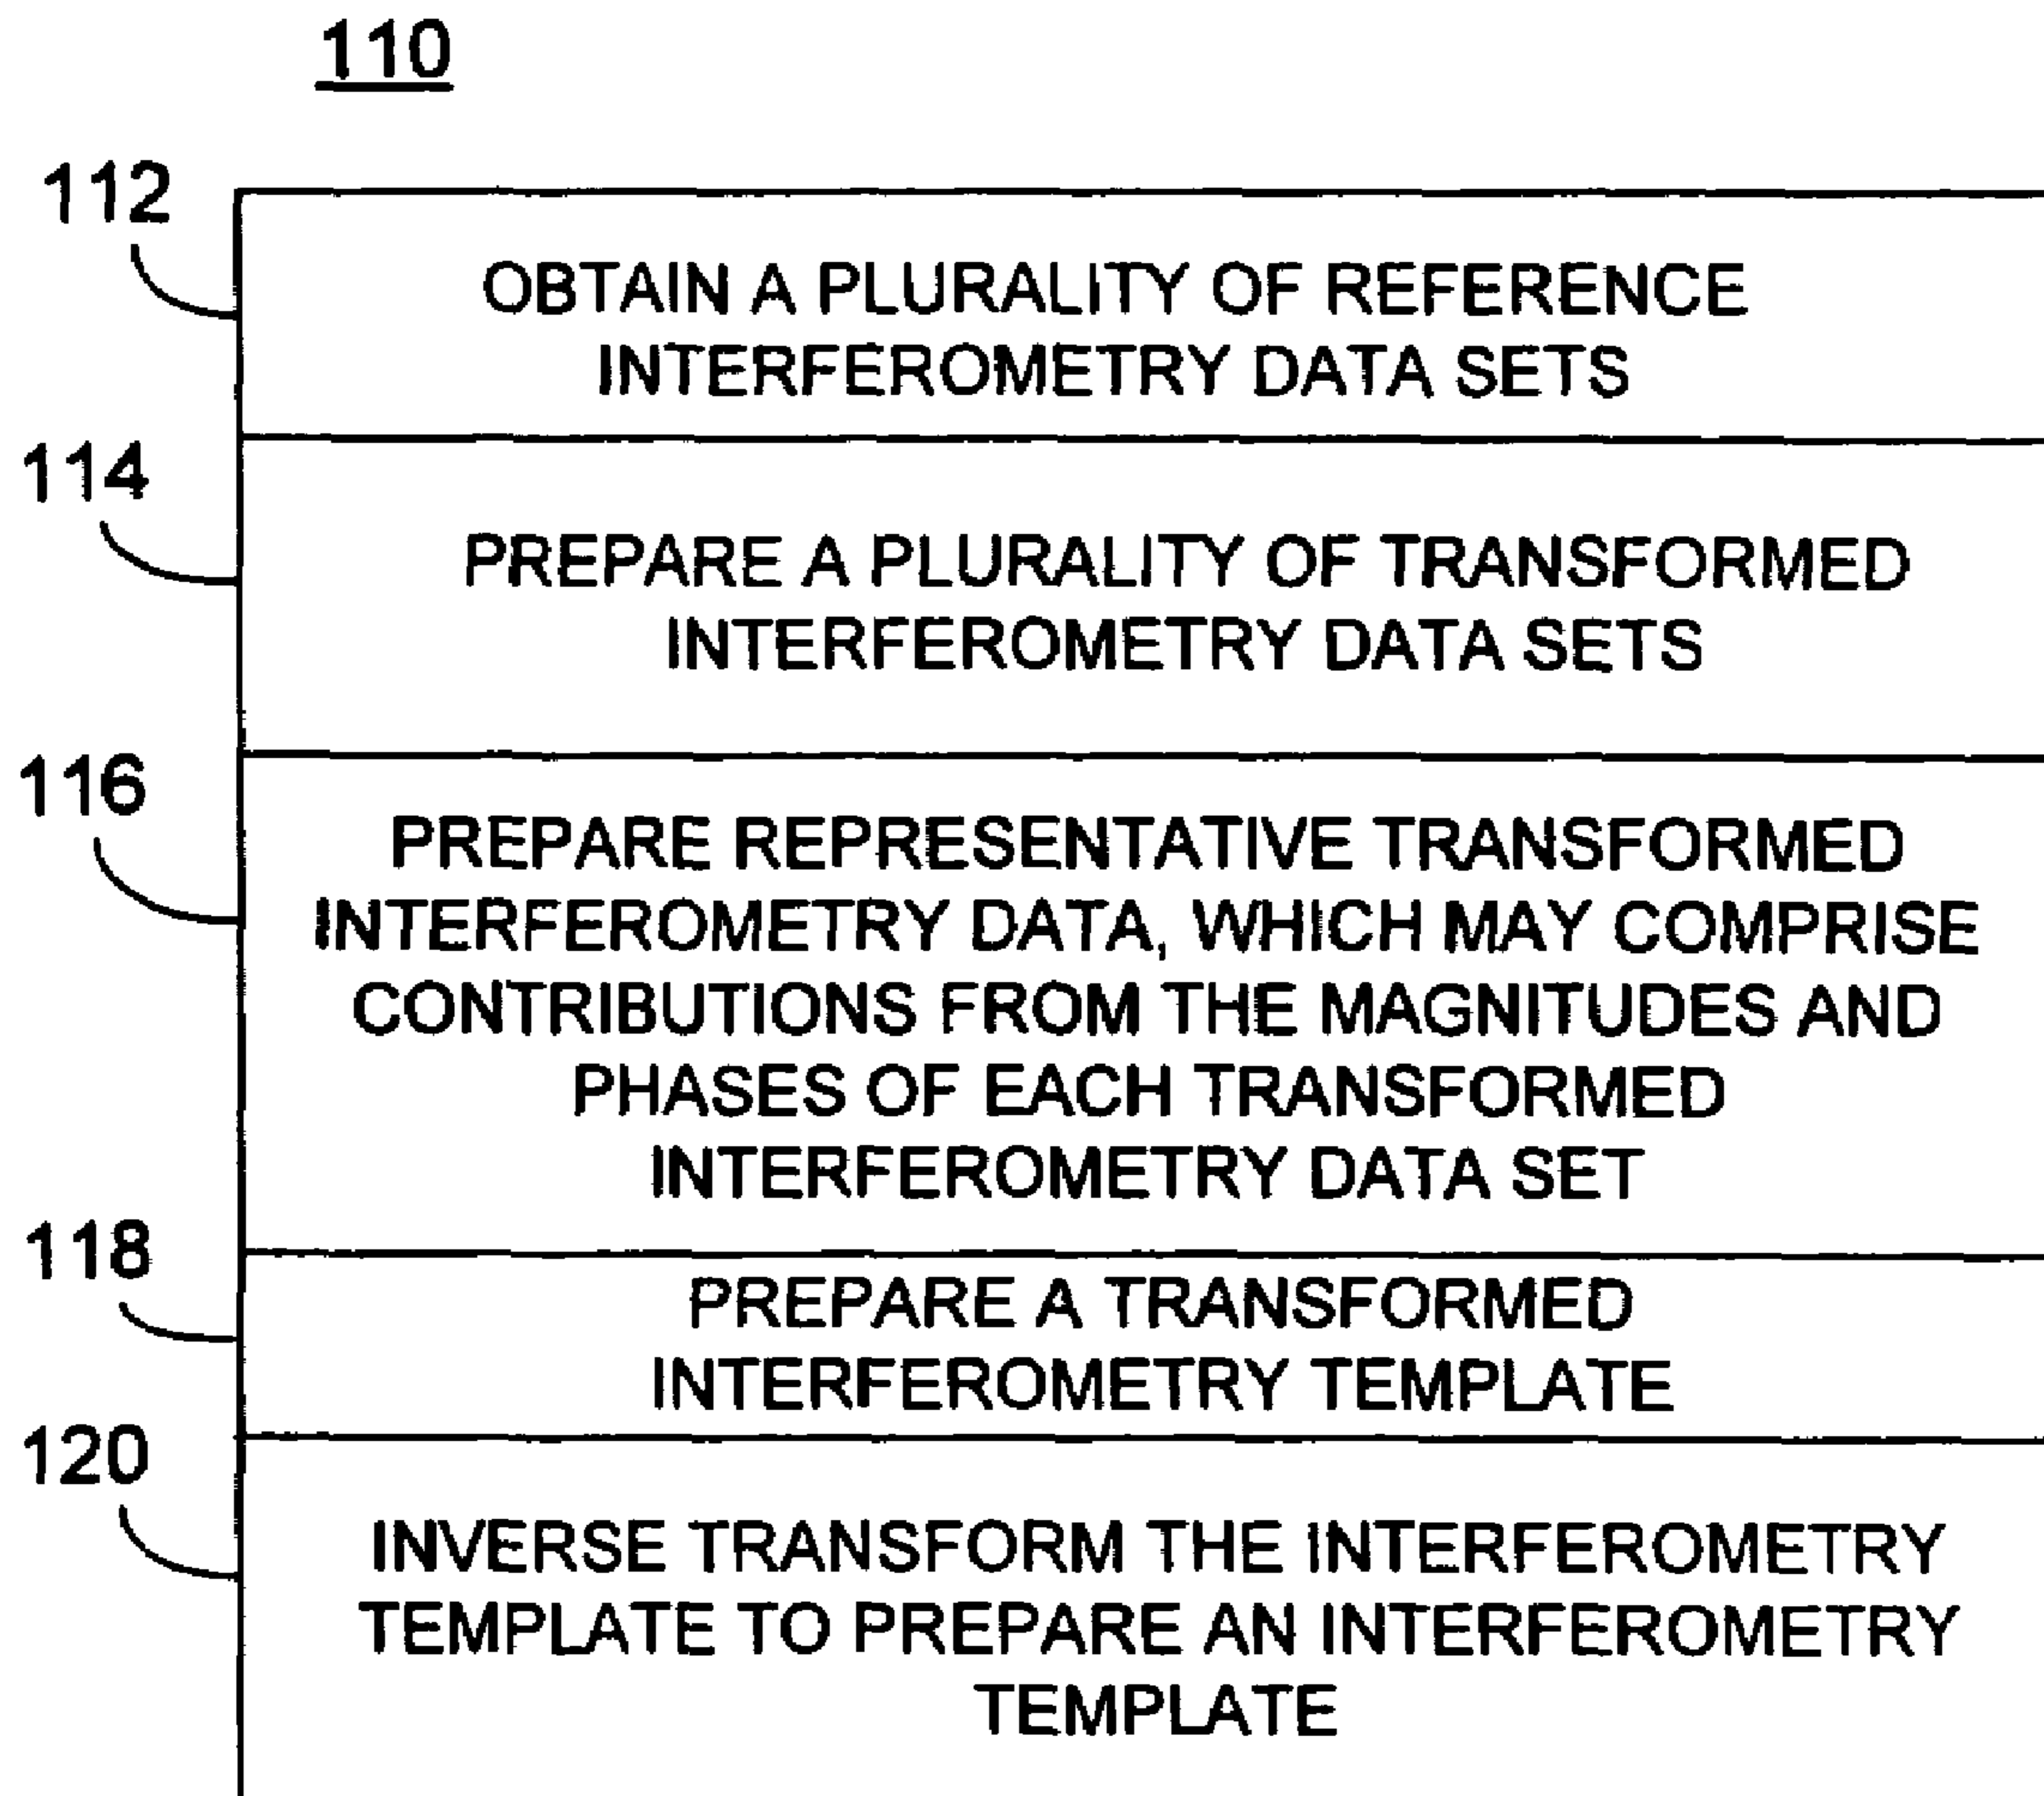 110
112
OBTAIN A PLURALITY OF REFERENCE
INTERFEROMETRY DATA SETS
114
PREPARE A PLURALITY OF TRANSFORMED
INTERFEROMETRY DATA SETS
116
PREPARE REPRESENTATIVE TRANSFORMED
INTERFEROMETRY DATA, WHICH MAY COMPRISE
CONTRIBUTIONS FROM THE MAGNITUDES AND
PHASES OF EACH TRANSFORMED
INTERFEROMETRY DATA SET
118
PREPARE A TRANSFORMED
INTERFEROMETRY TEMPLATE
120
INVERSE TRANSFORM THE INTERFEROMETRY
TEMPLATE TO PREPARE AN INTERFEROMETRY
TEMPLATE